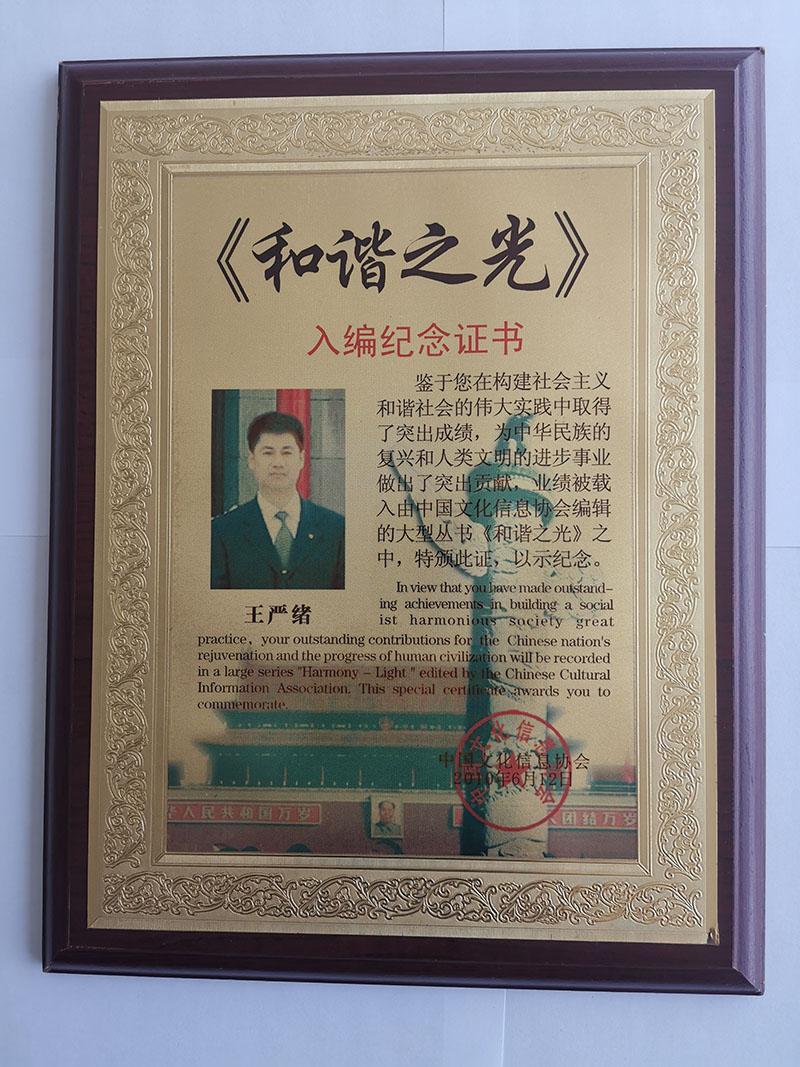 《和谐之光》
入编纪念证书
鉴于您在构建社会主义
和谐社会的伟大实践中取得
了突出成绩，为中华民族的
复兴和人类文明的进步事业
做出了突出贡献，业绩被载
入由中国文化信息协会编辑
的大型丛书《和谐之光》之
中，特颁此证，以示纪念。
王严绪
In view that you have made outstand-
ing achievements in building a social
ist harmonious society great
practice, your outstanding contributions for the Chinese nation's
rejuvenation and the progress of human civilization will be recorded
in a large series "Harmony – Light " edited by the Chinese Cultural
Information Association. This special certificate awards you to
commemorate.
中国文化信息协会
2010年6月12日
华人民共和国万岁
人民大团结万岁